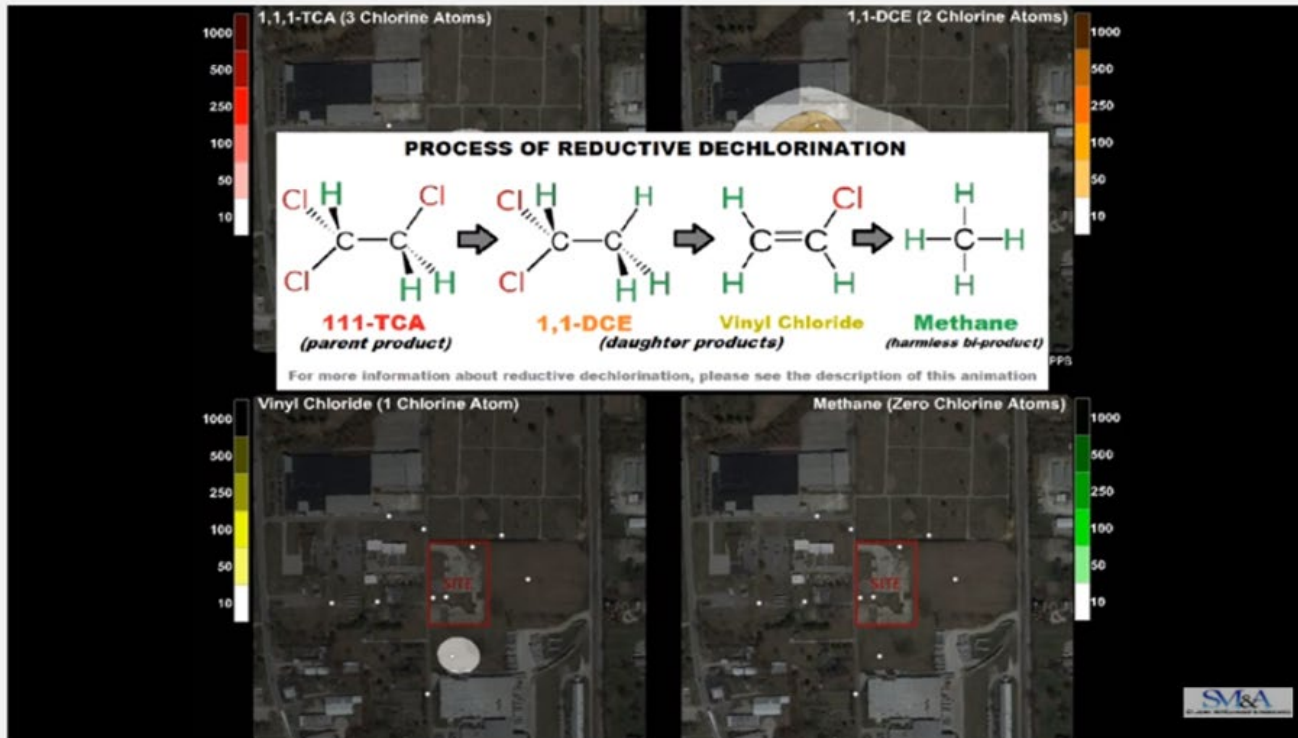 1,1,1-TCA (3 Chlorine Atoms)
1000
500
250
100
50
10
1,1-DCE (2 Chlorine Atoms)
1000
500
250
100
50
10
PROCESS OF REDUCTIVE DECHLORINATION
Cl H Cl
C C
Cl H H
Cl H H
C C
Cl H H
H Cl
C=C
H H
H
H C H
H
111-TCA
(parent product)
1,1-DCE
Vinyl Chloride
(daughter products)
Methane
(harmless bi-product)
For more information about reductive dechlorination, please see the description of this animation
PPB
Vinyl Chloride (1 Chlorine Atom)
1000
500
250
100
50
10
SITE
Methane (Zero Chlorine Atoms)
1000
500
250
100
50
10
SITE
SM&A